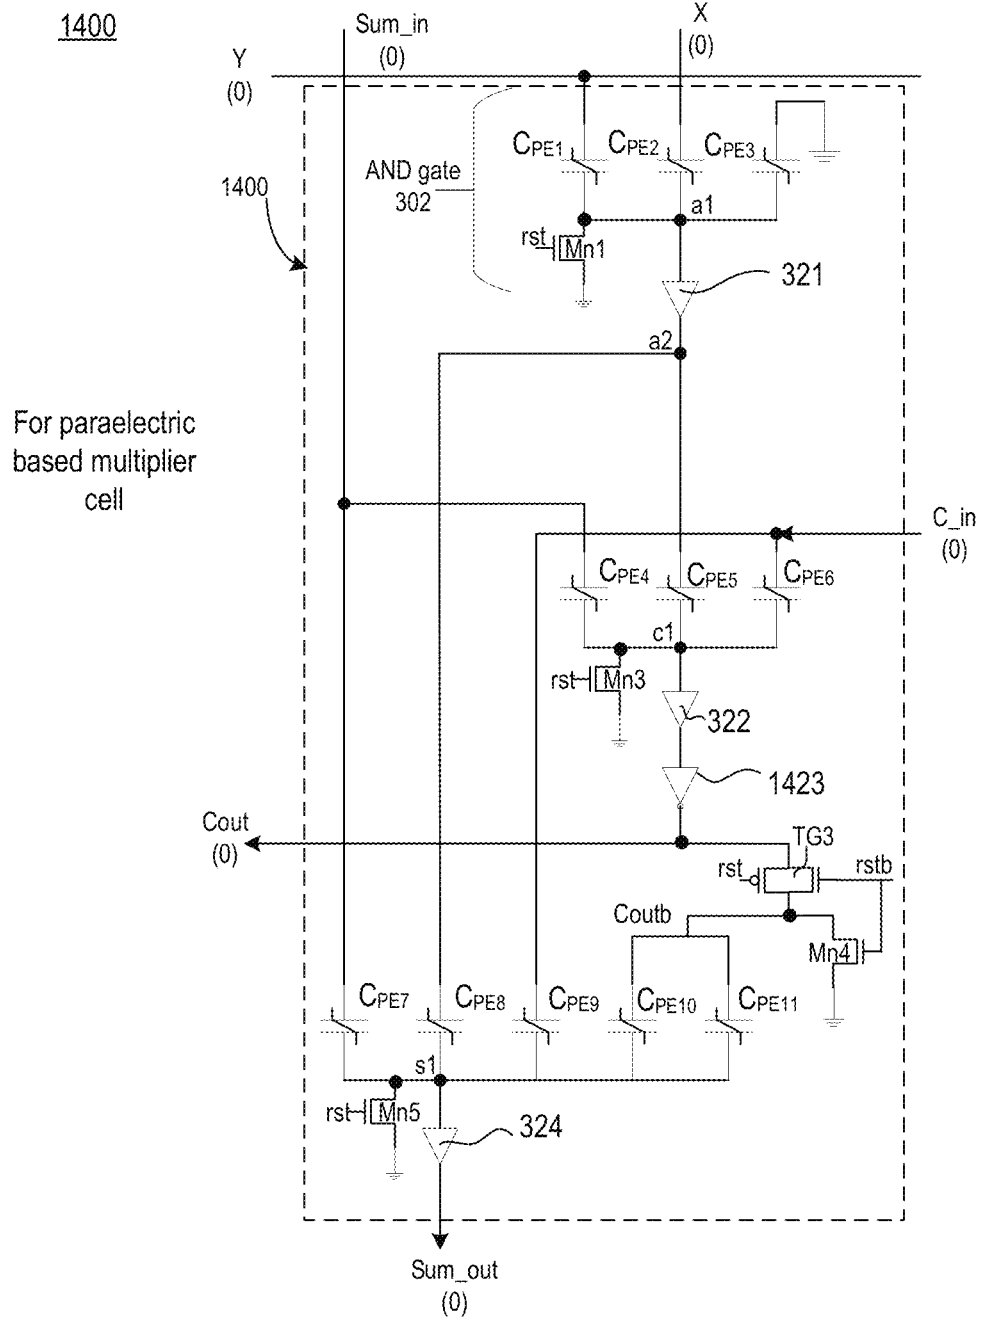 1400
Sum_in
(0)
X
(0)
Y
(0)
CPE1
CPE2
CPE3
AND gate
302
1400
a1
rst
Mn1
321
a2
For paraelectric
based multiplier
cell
C_in
(0)
CPE4
CPE5
CPE6
c1
rst
Mn3
322
1423
Cout
(0)
TG3
rst
rstb
Coutb
Mn4
CPE7
CPE8
CPE9
CPE10
CPE11
s1
rst
Mn5
324
Sum_out
(0)